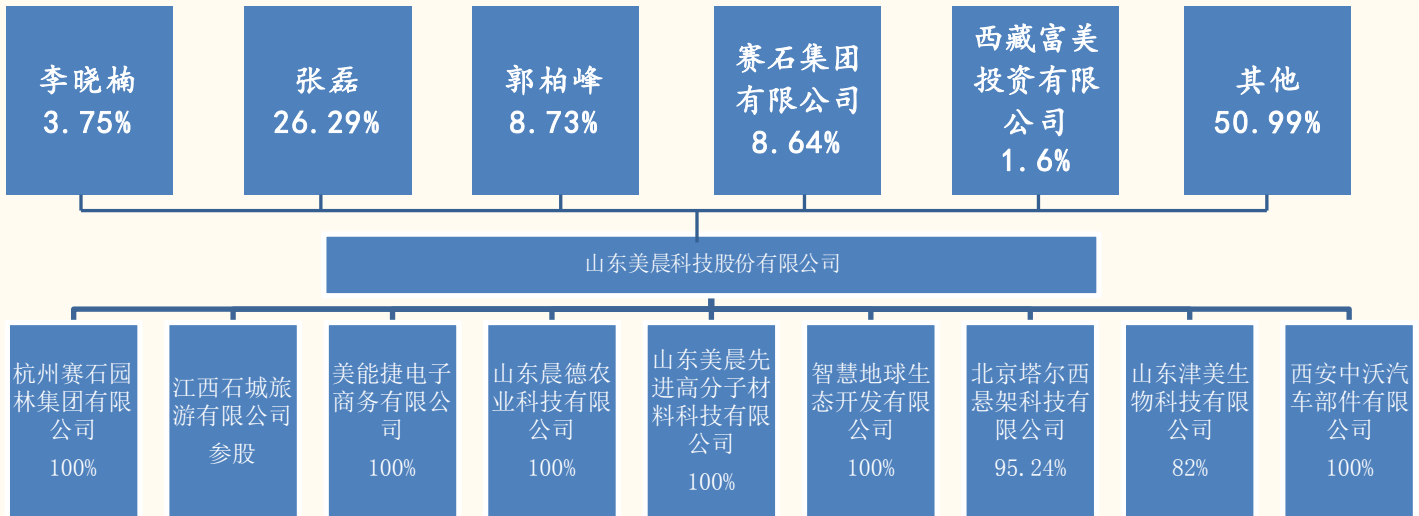 李晓楠
3.75%
张磊
26.29%
郭柏峰
8.73%
赛石集团
有限公司
8.64%
西藏富美
投资有限
公司
1.6%
其他
50.99%
山东美晨科技股份有限公司
杭州赛石园
林集团有限
公司
100%
江西石城旅
游有限公司
参股
美能捷电子
商务有限公
司
100%
山东晨德农
业科技有限
公司
100%
山东美晨先
进高分子材
料科技有限
公司
100%
智慧地球生
态开发有限
公司
100%
北京塔尔西
悬架科技有
限公司
95.24%
山东津美生
物科技有限
公司
82%
西安中沃汽
车部件有限
公司
100%